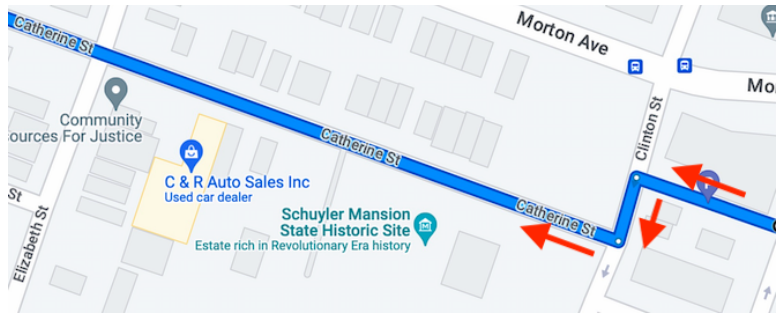 Morton Ave
Catherine St
Mo
Clinton St
Community
ources For Justice
Catherine St
C & R Auto Sales Inc
Used car dealer
St
Catherine St
Schuyler Mansion
State Historic Site
Estate rich in Revolutionary Era history
Elizabeth St